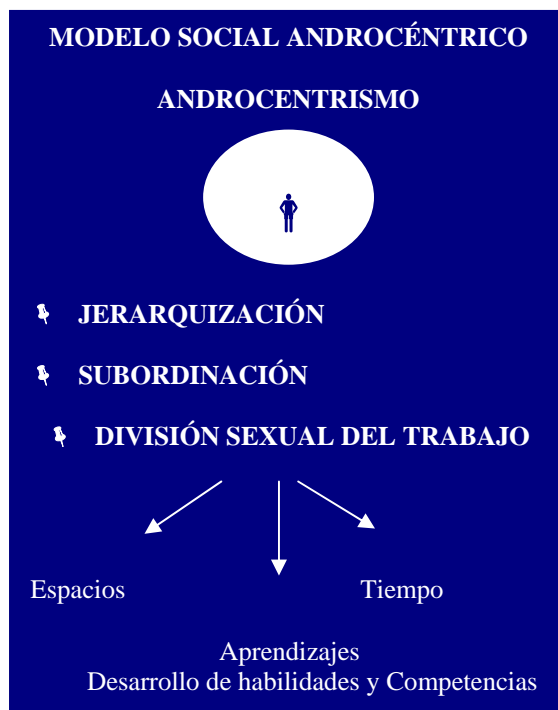 MODELO SOCIAL ANDROCÉNTRICO
ANDROCENTRISMO
JERARQUIZACIÓN
SUBORDINACIÓN
DIVISIÓN SEXUAL DEL TRABAJO
Espacios
Tiempo
Aprendizajes
Desarrollo de habilidades y Competencias